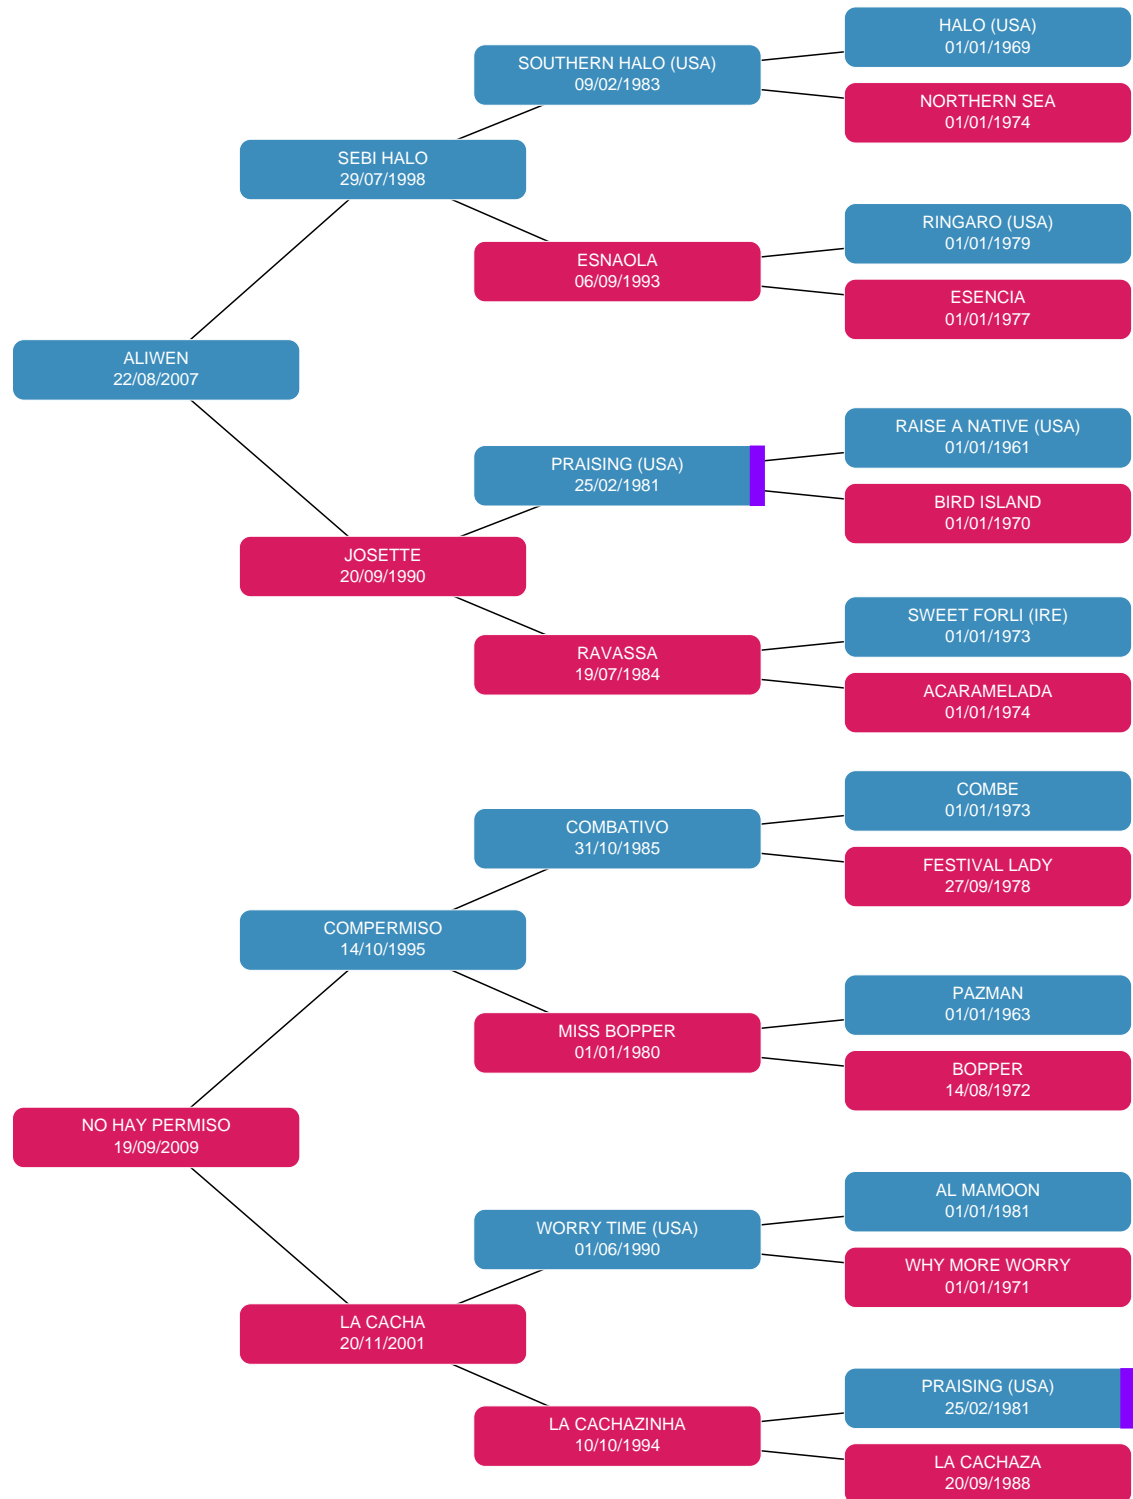 HALO (USA)
01/01/1969
SOUTHERN HALO (USA)
09/02/1983
NORTHERN SEA
01/01/1974
SEBI HALO
29/07/1998
RINGARO (USA)
01/01/1979
ESNAOLA
06/09/1993
ESENCIA
01/01/1977
ALIWEN
22/08/2007
RAISE A NATIVE (USA)
01/01/1961
PRAISING (USA)
25/02/1981
BIRD ISLAND
01/01/1970
JOSETTE
20/09/1990
SWEET FORLI (IRE)
01/01/1973
RAVASSA
19/07/1984
ACARAMELADA
01/01/1974
COMBE
01/01/1973
COMBATIVO
31/10/1985
FESTIVAL LADY
27/09/1978
COMPERMISO
14/10/1995
PAZMAN
01/01/1963
MISS BOPPER
01/01/1980
BOPPER
14/08/1972
NO HAY PERMISO
19/09/2009
AL MAMOON
01/01/1981
WORRY TIME (USA)
01/06/1990
WHY MORE WORRY
01/01/1971
LA CACHA
20/11/2001
PRAISING (USA)
25/02/1981
LA CACHAZINHA
10/10/1994
LA CACHAZA
20/09/1988